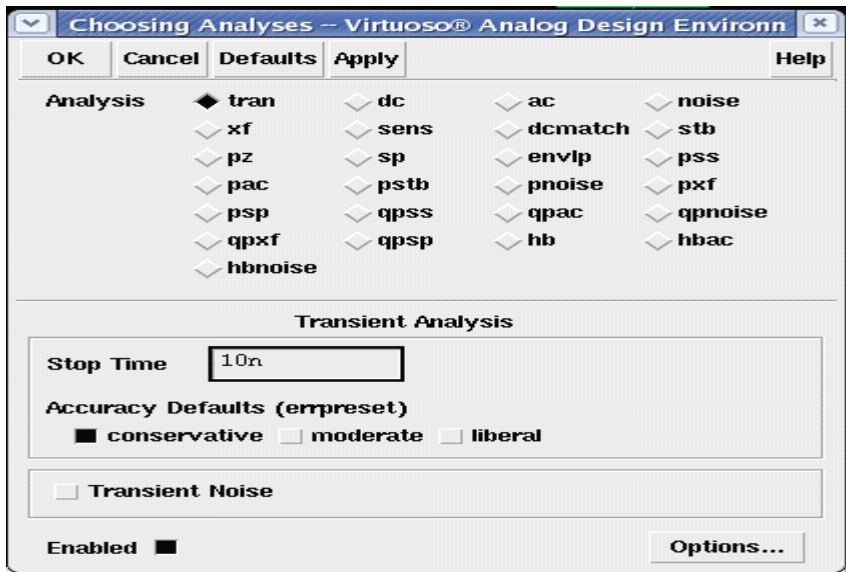 Choosing Analyses -- Virtuoso® Analog Design Environn
OK Cancel Defaults Apply Help
Analysis tran dc ac noise
xf sens dcmatch stb
pz sp envlp pss
pac pstb pnoise pxf
psp qpss qpac qpnoise
qpxf qpsp hb hbac
hbnoise
Transient Analysis
Stop Time 10n
Accuracy Defaults (errpreset)
conservative moderate liberal
Transient Noise
Enabled Options...